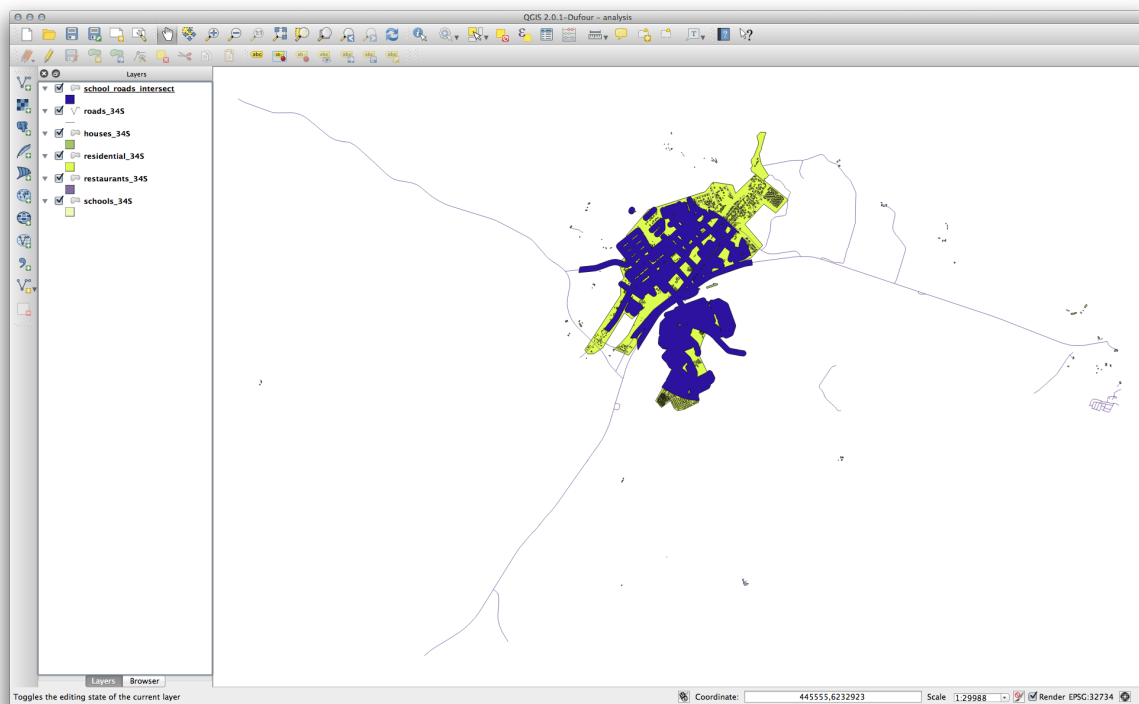 QGIS 2.0.1-Dufour - analysis
Layers
school_roads_intersect
roads_34S
houses_34S
residential_34S
restaurants_34S
schools_34S
Layers Browser
Toggles the editing state of the current layer
Coordinate: 445555,6232923 Scale 1:29988 Render EPSG:32734